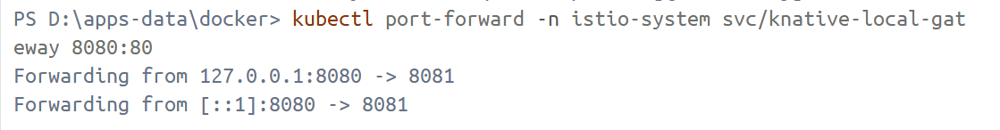 PS D:\apps-data\docker> kubectl port-forward -n istio-system svc/knative-local-gat
eway 8080:80
Forwarding from 127.0.0.1:8080 -> 8081
Forwarding from [::1]:8080 -> 8081